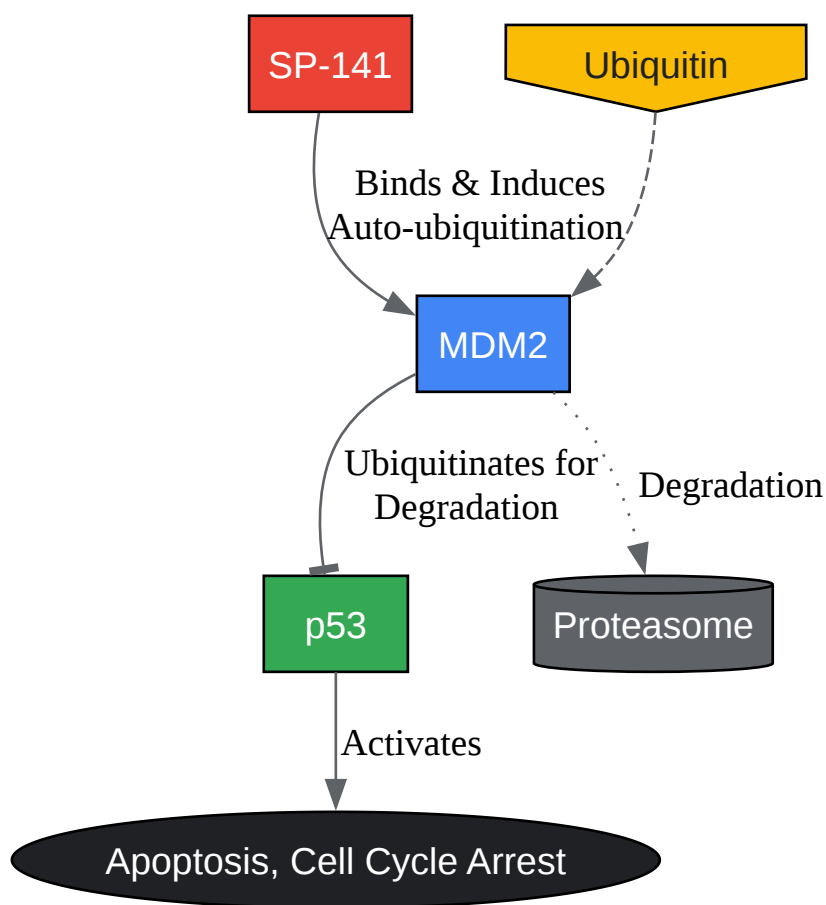 SP-141
Ubiquitin
Binds & Induces
Auto-ubiquitination
MDM2
Ubiquitinates for
Degradation
Degradation
p53
Proteasome
Activates
Apoptosis, Cell Cycle Arrest